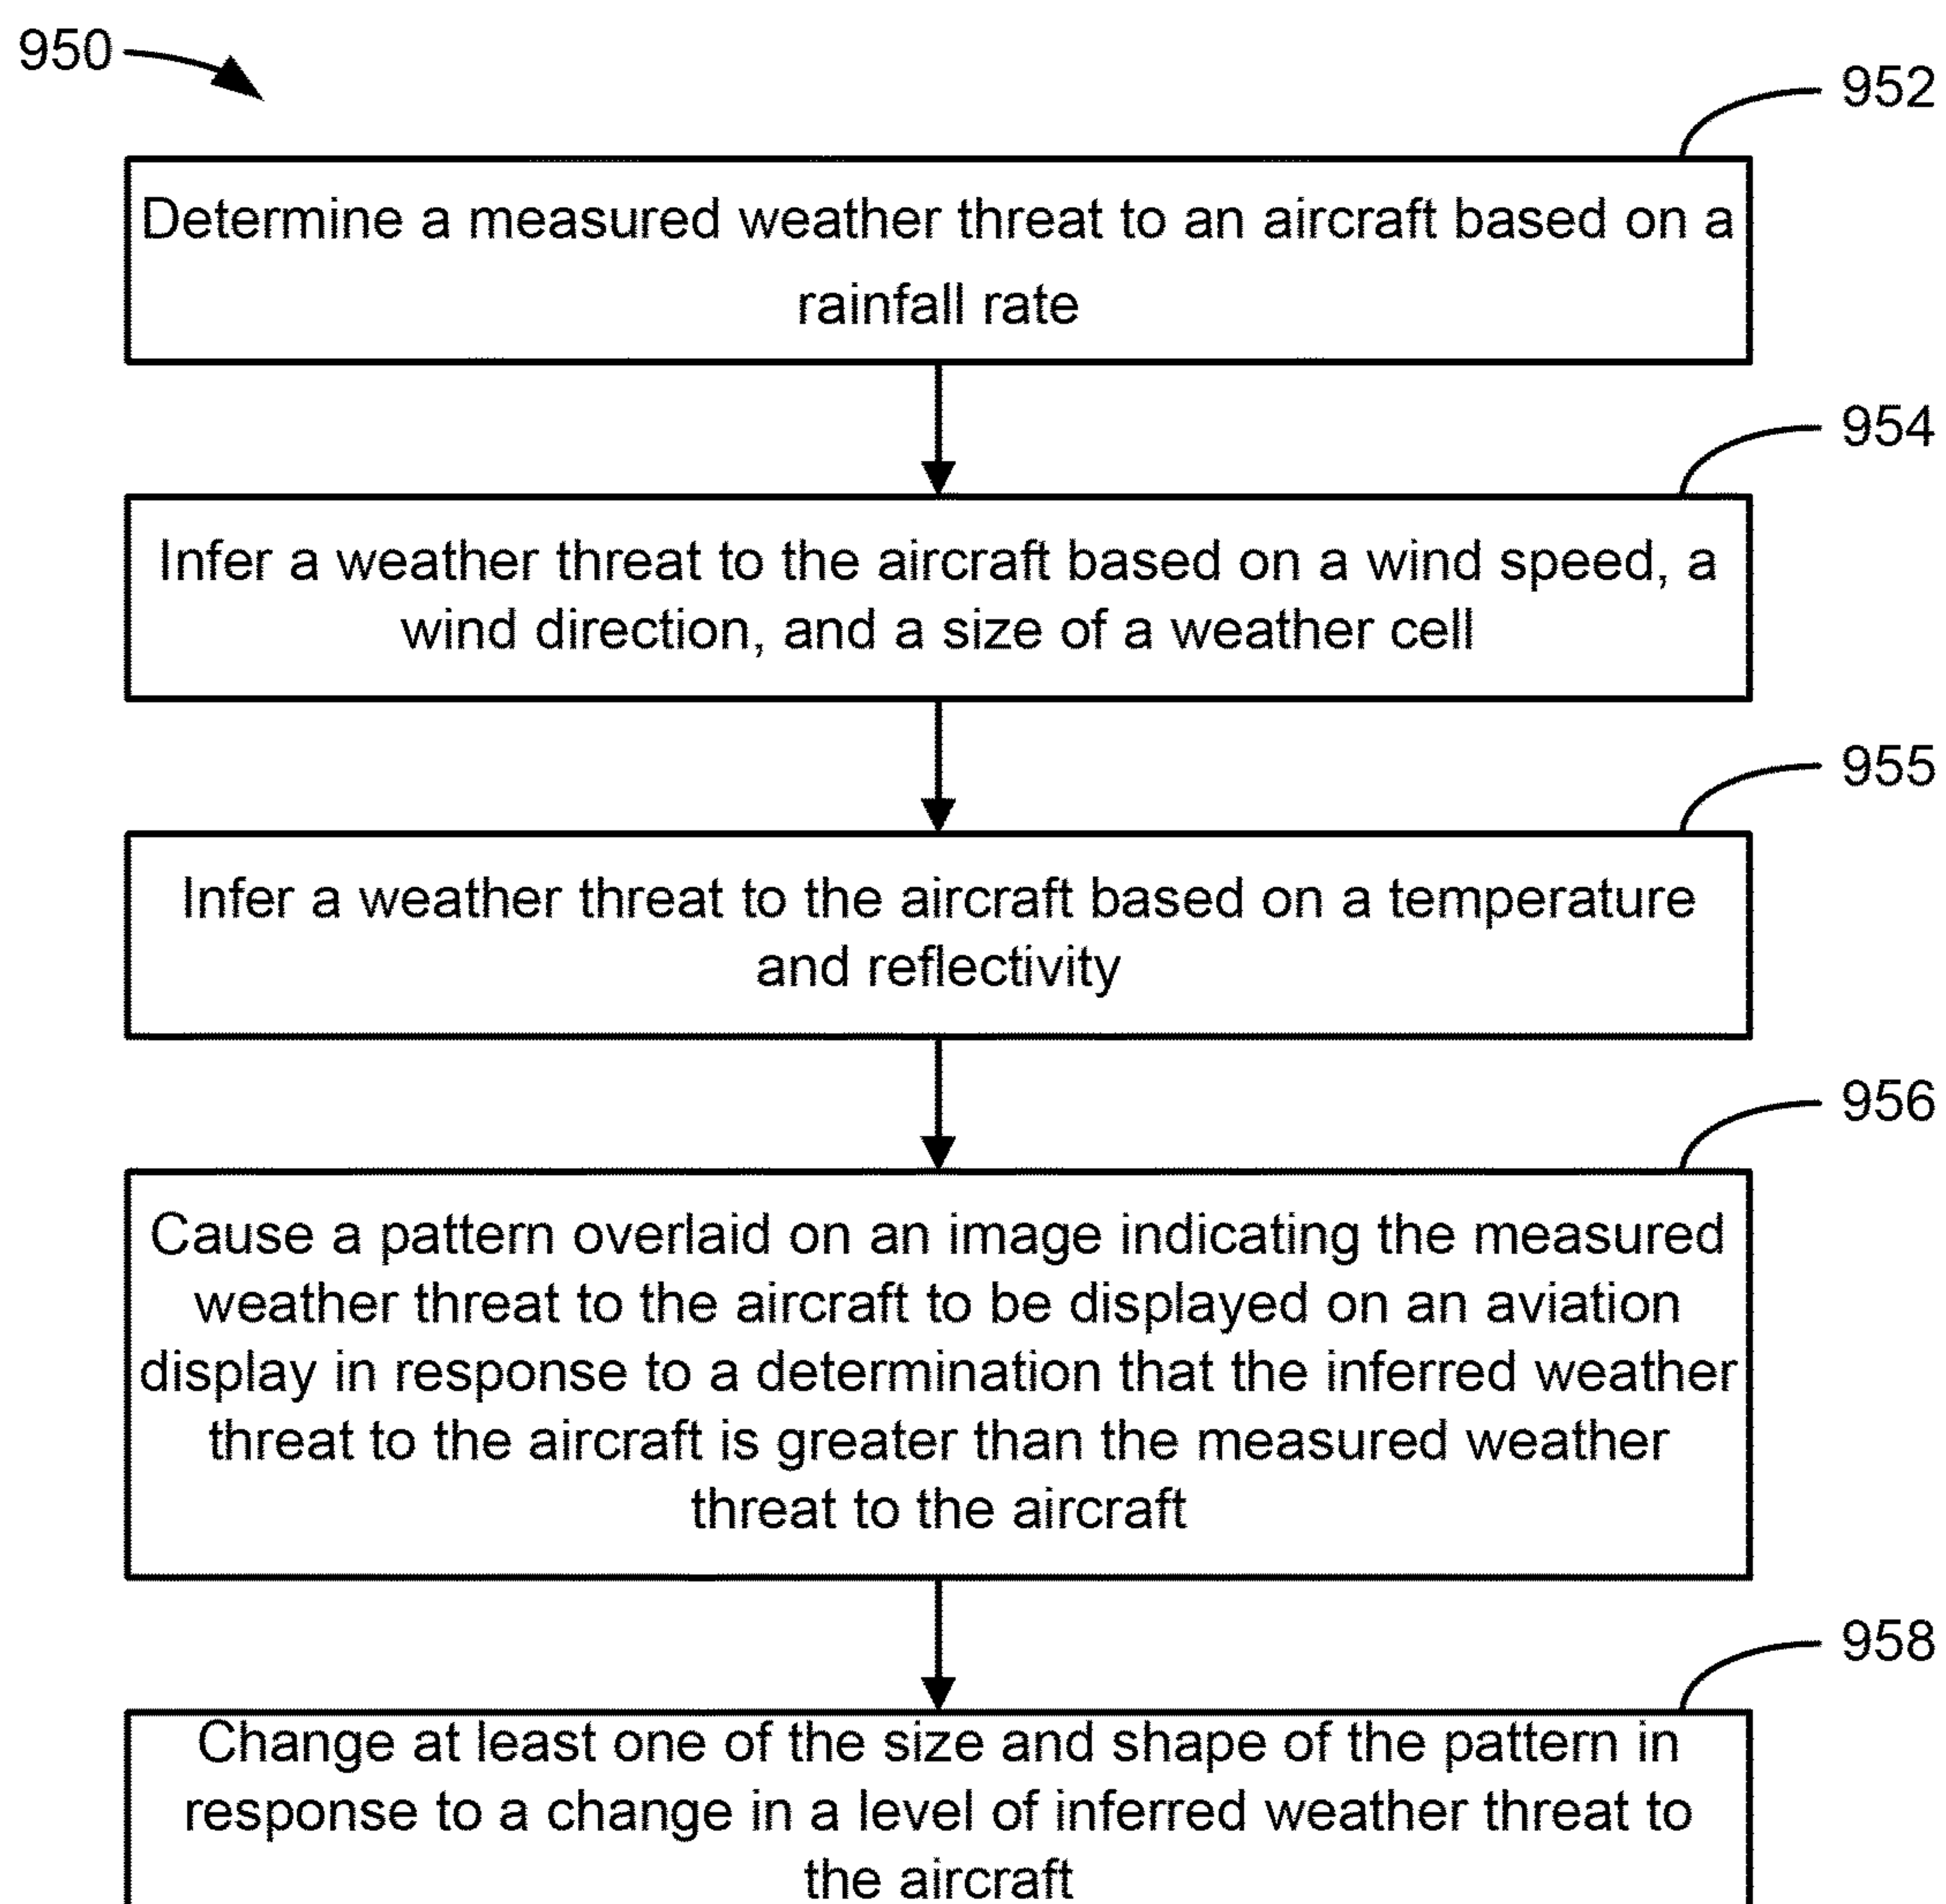 950
952
Determine a measured weather threat to an aircraft based on a
rainfall rate
954
Infer a weather threat to the aircraft based on a wind speed, a
wind direction, and a size of a weather cell
955
Infer a weather threat to the aircraft based on a temperature
and reflectivity
956
Cause a pattern overlaid on an image indicating the measured
weather threat to the aircraft to be displayed on an aviation
display in response to a determination that the inferred weather
threat to the aircraft is greater than the measured weather
threat to the aircraft
958
Change at least one of the size and shape of the pattern in
response to a change in a level of inferred weather threat to
the aircraft